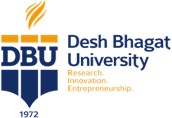 DBU
1972
Desh Bhagat
University
Research.
Innovation.
Entrepreneurship.